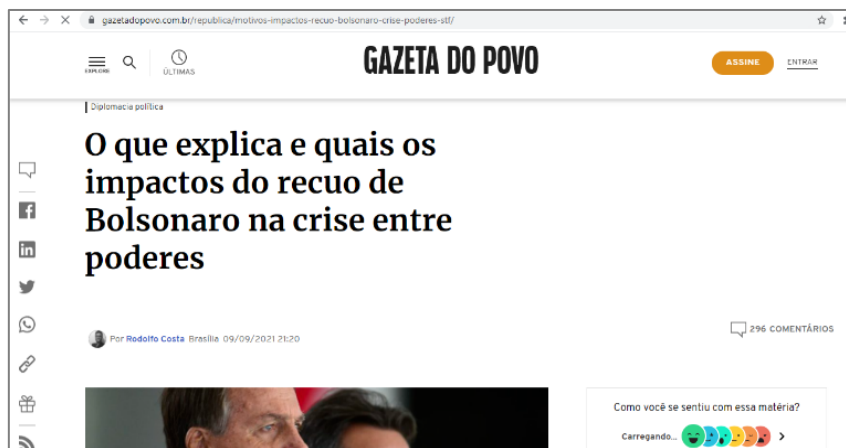 gazetadopovo.com.br/republica/motivos-impactos-recuo-bolsonaro-crise-poderes-stf/
EXPLORE
ÚLTIMAS
GAZETA DO POVO
ASSINE
ENTRAR
Diplomacia política
O que explica e quais os
impactos do recuo de
Bolsonaro na crise entre
poderes
Por Rodolfo Costa Brasília 09/09/2021 21:20
296 COMENTÁRIOS
Como você se sentiu com essa matéria?
Carregando...